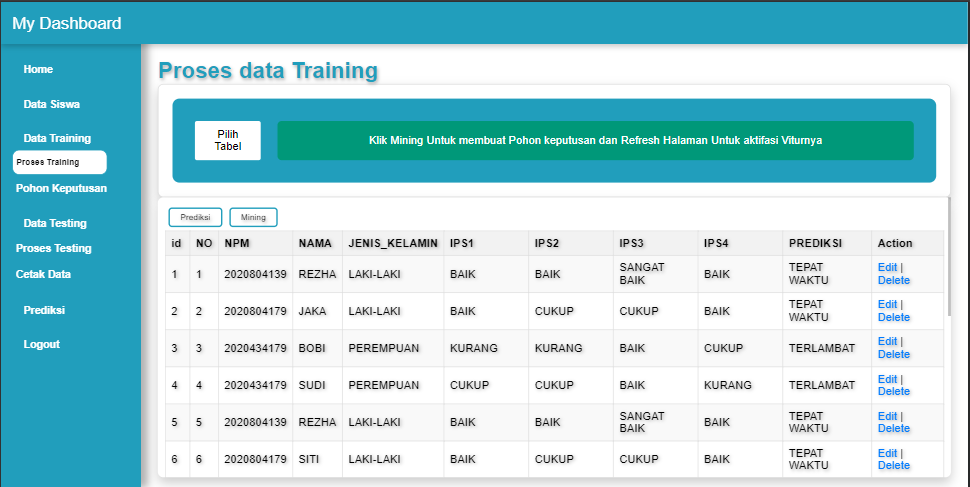 My Dashboard
Home
Data Siswa
Data Training
Proses Training
Pohon Keputusan
Data Testing
Proses Testing
Cetak Data
Prediksi
Logout
Proses data Training
Pilih
Tabel
Klik Mining Untuk membuat Pohon keputusan dan Refresh Halaman Untuk aktifasi Viturnya
Prediksi Mining
id NO NPM NAMA JENIS_KELAMIN IPS1 IPS2 IPS3 IPS4 PREDIKSI Action
1 1 2020804139 REZHA LAKI-LAKI BAIK BAIK SANGAT BAIK BAIK TEPAT WAKTU Edit | Delete
2 2 2020804179 JAKA LAKI-LAKI BAIK CUKUP CUKUP BAIK TEPAT WAKTU Edit | Delete
3 3 2020434179 BOBI PEREMPUAN KURANG KURANG BAIK CUKUP TERLAMBAT Edit | Delete
4 4 2020434179 SUDI PEREMPUAN CUKUP CUKUP BAIK KURANG TERLAMBAT Edit | Delete
5 5 2020804139 REZHA LAKI-LAKI BAIK BAIK SANGAT BAIK BAIK TEPAT WAKTU Edit | Delete
6 6 2020804179 SITI LAKI-LAKI BAIK CUKUP CUKUP BAIK TEPAT WAKTU Edit | Delete